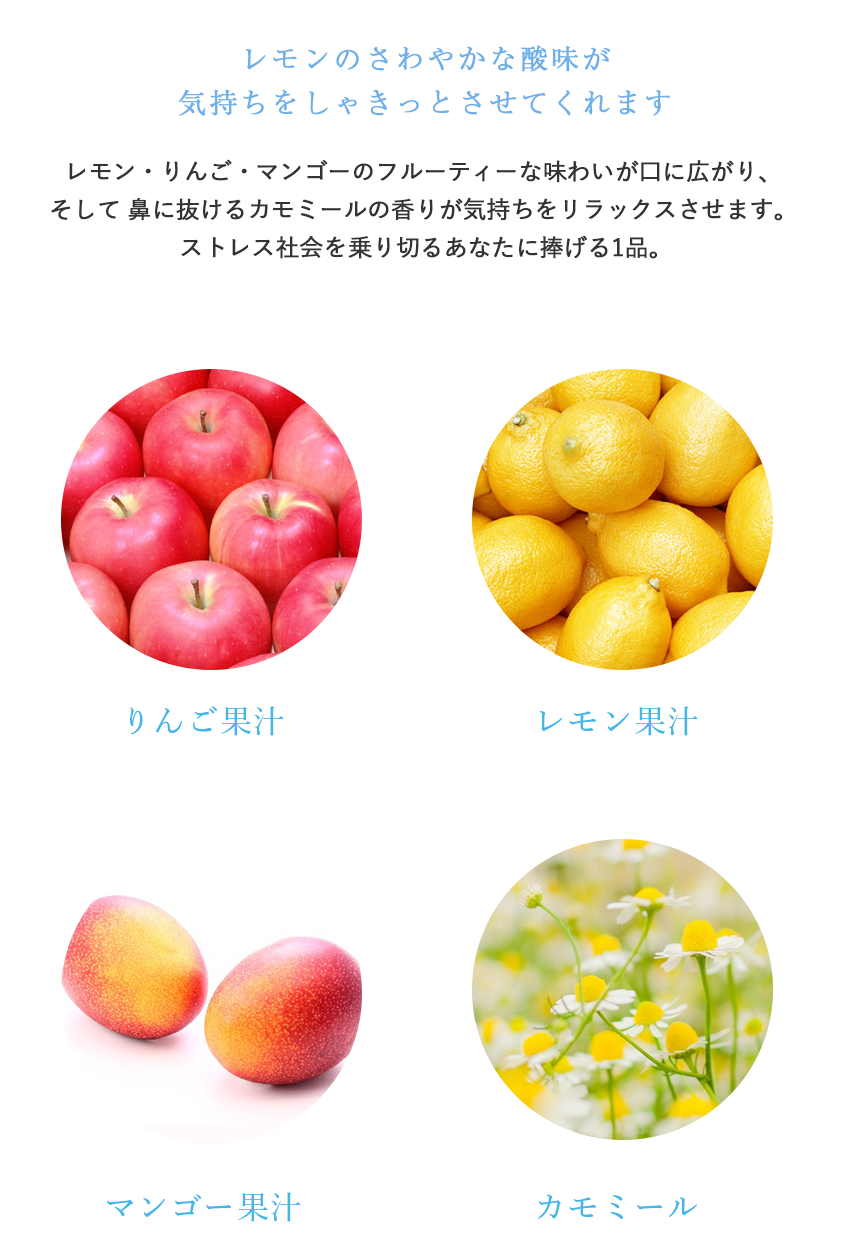 レモンのさわやかな酸味が
気持ちをしゃきっとさせてくれます
レモン・りんご・マンゴーのフルーティーな味わいが口に広がり、
そして 鼻に抜けるカモミールの香りが気持ちをリラックスさせます。
ストレス社会を乗り切るあなたに捧げる1品。
りんご果汁
レモン果汁
マンゴー果汁
カモミール